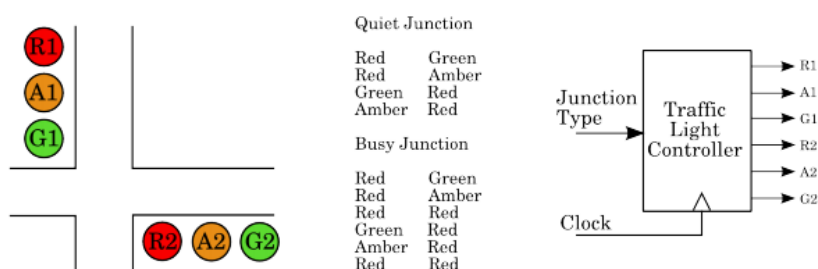 R1
A1
G1
R2 A2 G2
Quiet Junction
Red Green
Red Amber
Green Red
Amber Red
Busy Junction
Red Green
Red Amber
Red Red
Green Red
Amber Red
Red Red
Junction
Type
Clock
Traffic
Light
Controller
R1
A1
G1
R2
A2
G2